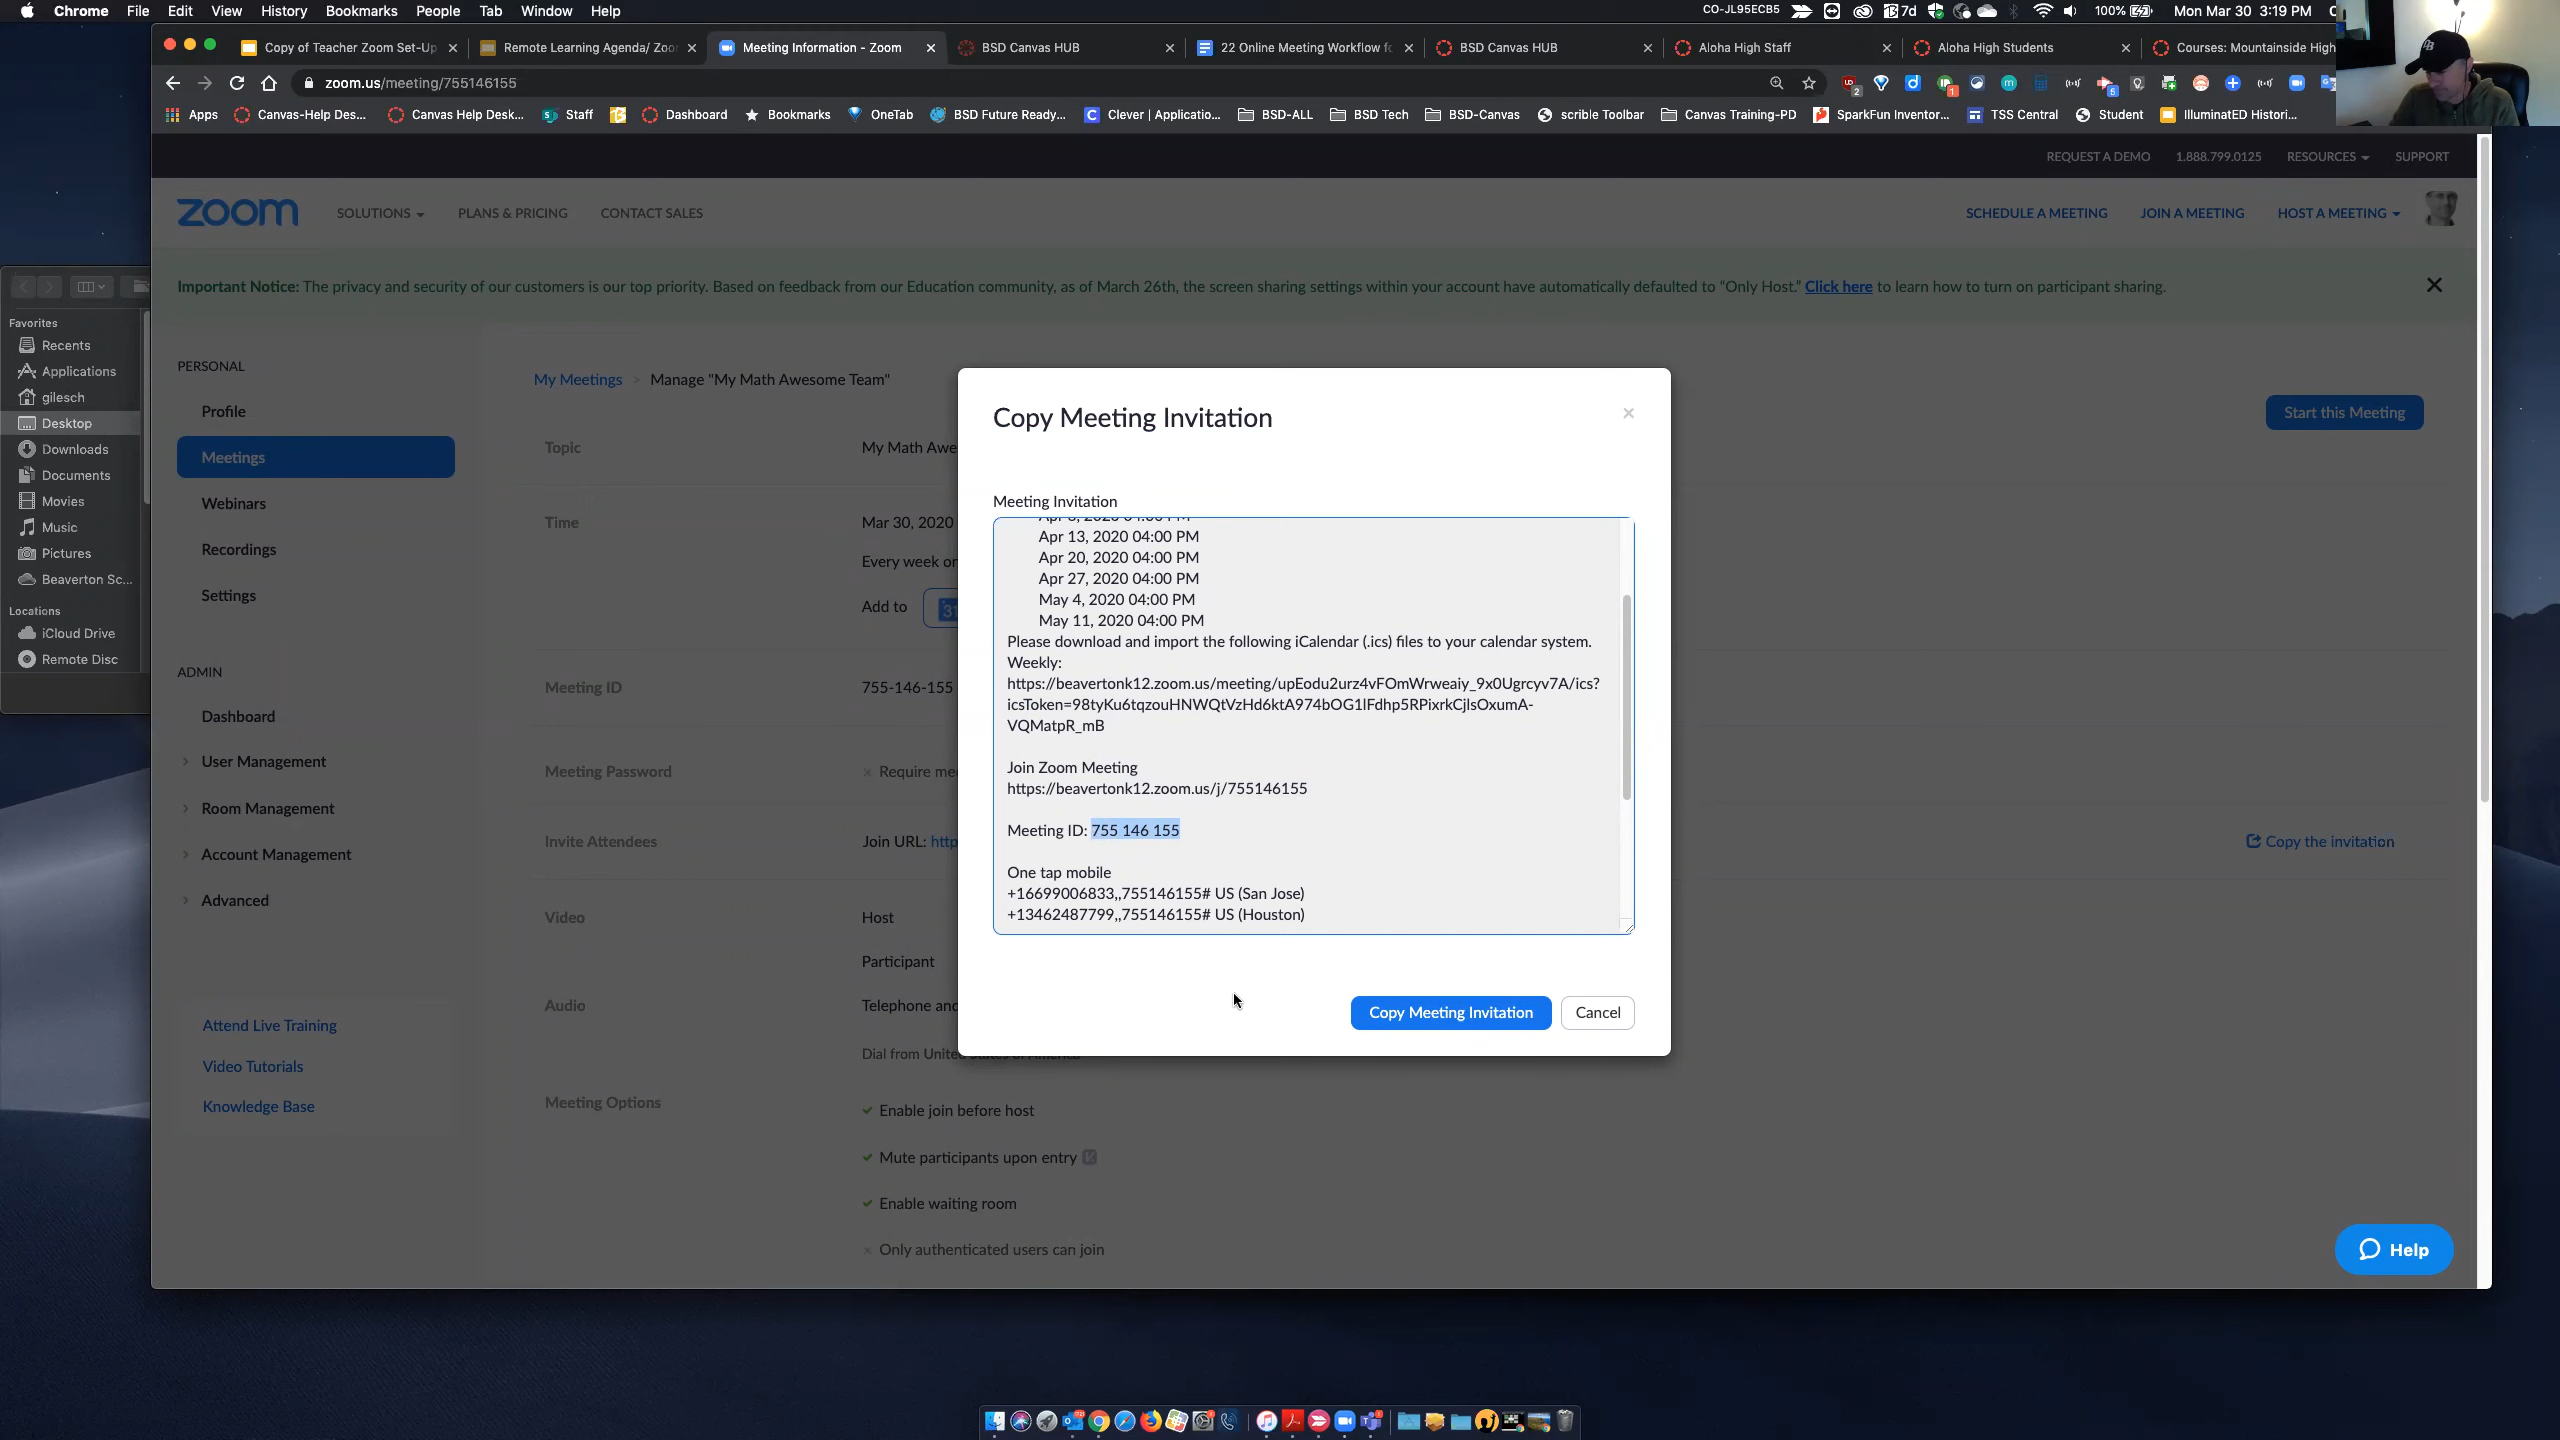 Chrome File Edit View History Bookmarks People Tab Window Help
CO-JL95ECB5 7d 100% Mon Mar 30 3:19 PM
Copy of Teacher Zoom Set-Up
Remote Learning Agenda/ Zoo
Meeting Information - Zoom
BSD Canvas HUB
22 Online Meeting Workflow fo
BSD Canvas HUB
Aloha High Staff
Aloha High Students
Courses: Mountainside High
zoom.us/meeting/755146155
Apps Canvas-Help Des... Canvas Help Desk... Staff Dashboard Bookmarks OneTab BSD Future Ready... Clever | Applicatio... BSD-ALL BSD Tech BSD-Canvas scrible Toolbar Canvas Training-PD SparkFun Inventor... TSS Central Student IlluminatED Histori...
REQUEST A DEMO 1.888.799.0125 RESOURCES SUPPORT
zoom SOLUTIONS PLANS & PRICING CONTACT SALES SCHEDULE A MEETING JOIN A MEETING HOST A MEETING
Important Notice: The privacy and security of our customers is our top priority. Based on feedback from our Education community, as of March 26th, the screen sharing settings within your account have automatically defaulted to "Only Host." Click here to learn how to turn on participant sharing.
Favorites
Recents
Applications
gilesch
Desktop
Downloads
Documents
Movies
Music
Pictures
Beaverton Sc...
Locations
iCloud Drive
Remote Disc
PERSONAL
Profile
Meetings
Webinars
Recordings
Settings
ADMIN
Dashboard
User Management
Room Management
Account Management
Advanced
Attend Live Training
Video Tutorials
Knowledge Base
My Meetings > Manage "My Math Awesome Team"
Start this Meeting
Topic My Math Awe
Time Mar 30, 2020
Every week on
Add to 31
Meeting ID 755-146-155
Meeting Password Require me
Invite Attendees Join URL: http
Copy the invitation
Video Host
Participant
Audio Telephone and
Dial from United States of America
Meeting Options
Enable join before host
Mute participants upon entry
Enable waiting room
Only authenticated users can join
Copy Meeting Invitation
Meeting Invitation
Apr 13, 2020 04:00 PM
Apr 20, 2020 04:00 PM
Apr 27, 2020 04:00 PM
May 4, 2020 04:00 PM
May 11, 2020 04:00 PM
Please download and import the following iCalendar (.ics) files to your calendar system.
Weekly:
https://beavertonk12.zoom.us/meeting/upEodu2urz4vFOmWrweaiy_9x0Ugrcyv7A/ics?
icsToken=98tyKu6tqzouHNWQtVzHd6ktA974bOG1lFdhp5RPixrkCjlsOxumA-
VQMatpR_mB
Join Zoom Meeting
https://beavertonk12.zoom.us/j/755146155
Meeting ID: 755 146 155
One tap mobile
+16699006833,,755146155# US (San Jose)
+13462487799,,755146155# US (Houston)
Copy Meeting Invitation Cancel
Help